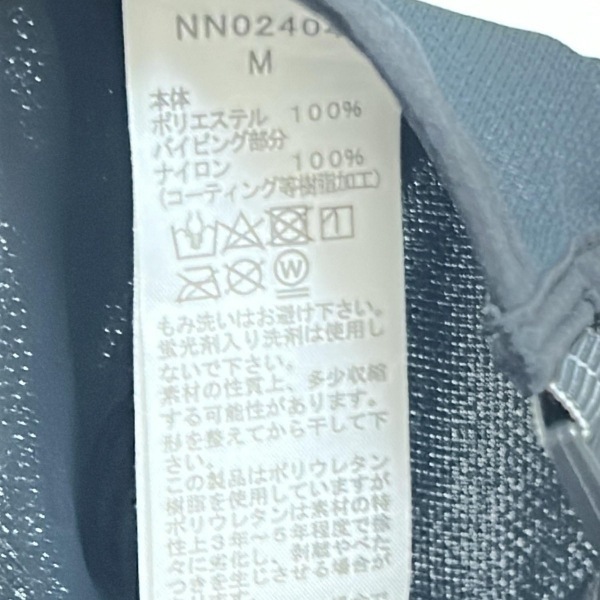 NN0240
M
本体
ポリエステル 100%
パイピング部分
ナイロン 100%
(コーティング等樹脂加工)
W
もみ洗いはお避け下さい。
蛍光剤入り洗剤は使用し
ないで下さい。
素材の性質上、多少収縮
する可能性があります。
形を整えてから干して下
さい。
この製品はポリウレタン
樹脂を使用していますが
ポリウレタンは素材の特
性上3年〜5年程度で徐
々に劣化し、剥離やべた
つきを生じさせる場合が